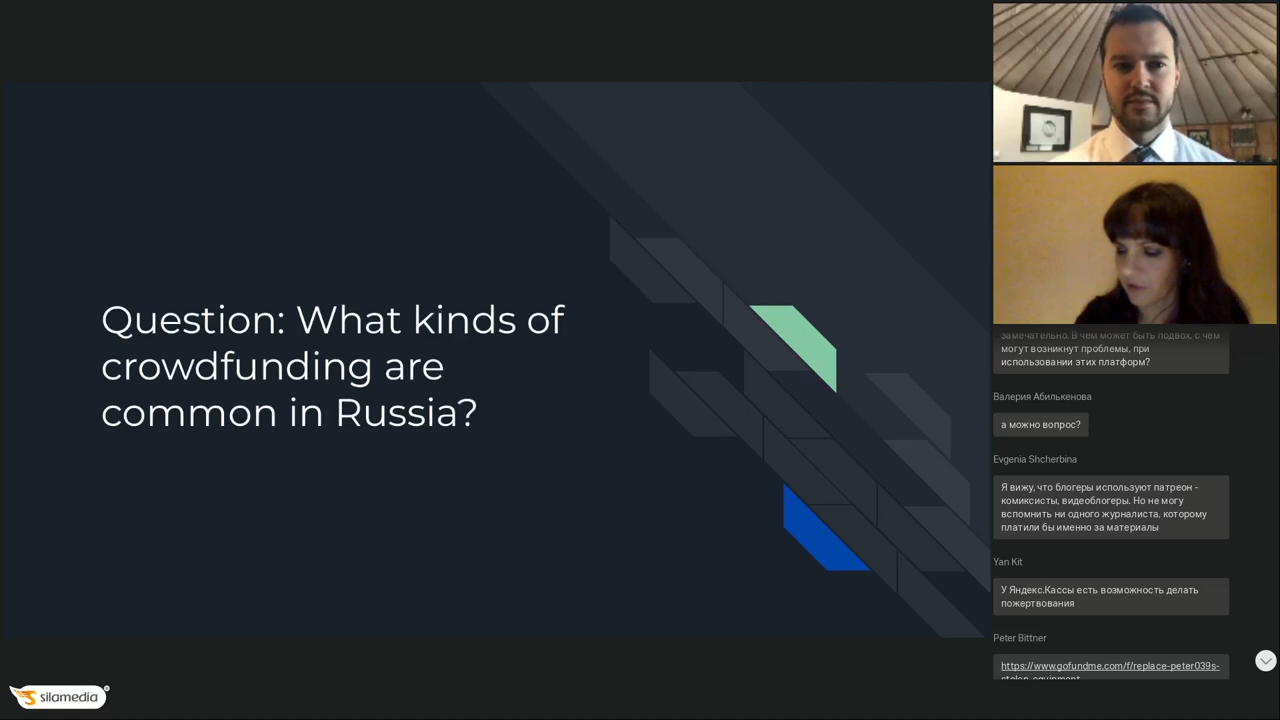 Question: What kinds of
crowdfunding are
common in Russia?
замечательно. В чем может быть подвох, с чем
могут возникнут проблемы, при
использовании этих платформ?
Валерия Абилькенова
а можно вопрос?
Evgenia Shcherbina
Я вижу, что блогеры используют патреон -
комиксисты, видеоблогеры. Но не могу
вспомнить ни одного журналиста, которому
платили бы именно за материалы
Yan Kit
У Яндекс.Кассы есть возможность делать
пожертвования
Peter Bittner
https://www.gofundme.com/f/replace-peter039s-
stolen-equipment
silamedia